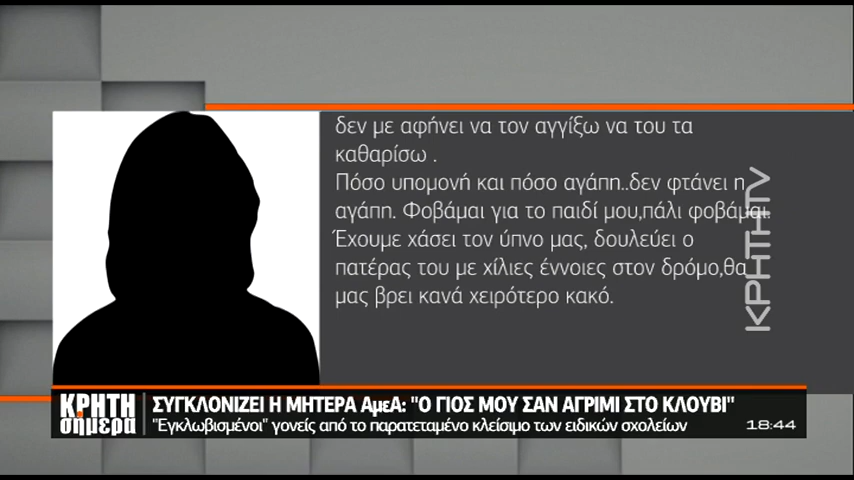 δεν με αφήνει να τον αγγίξω να του τα
καθαρίσω .
Πόσο υπομονή και πόσο αγάπη..δεν φτάνει η
αγάπη. Φοβάμαι για το παιδί μου,πάλι φοβάμαι.
Έχουμε χάσει τον ύπνο μας, δουλεύει ο
πατέρας του με χίλιες έννοιες στον δρόμο,θα
μας βρει κανά χειρότερο κακό.
ΚΡΗΤΗ TV
ΚΡΗΤΗ
σήμερα
ΣΥΓΚΛΟΝΙΖΕΙ Η ΜΗΤΕΡΑ ΑμεΑ: "Ο ΓΙΟΣ ΜΟΥ ΣΑΝ ΑΓΡΙΜΙ ΣΤΟ ΚΛΟΥΒΙ"
"Εγκλωβισμένοι" γονείς από το παρατεταμένο κλείσιμο των ειδικών σχολείων
18:44